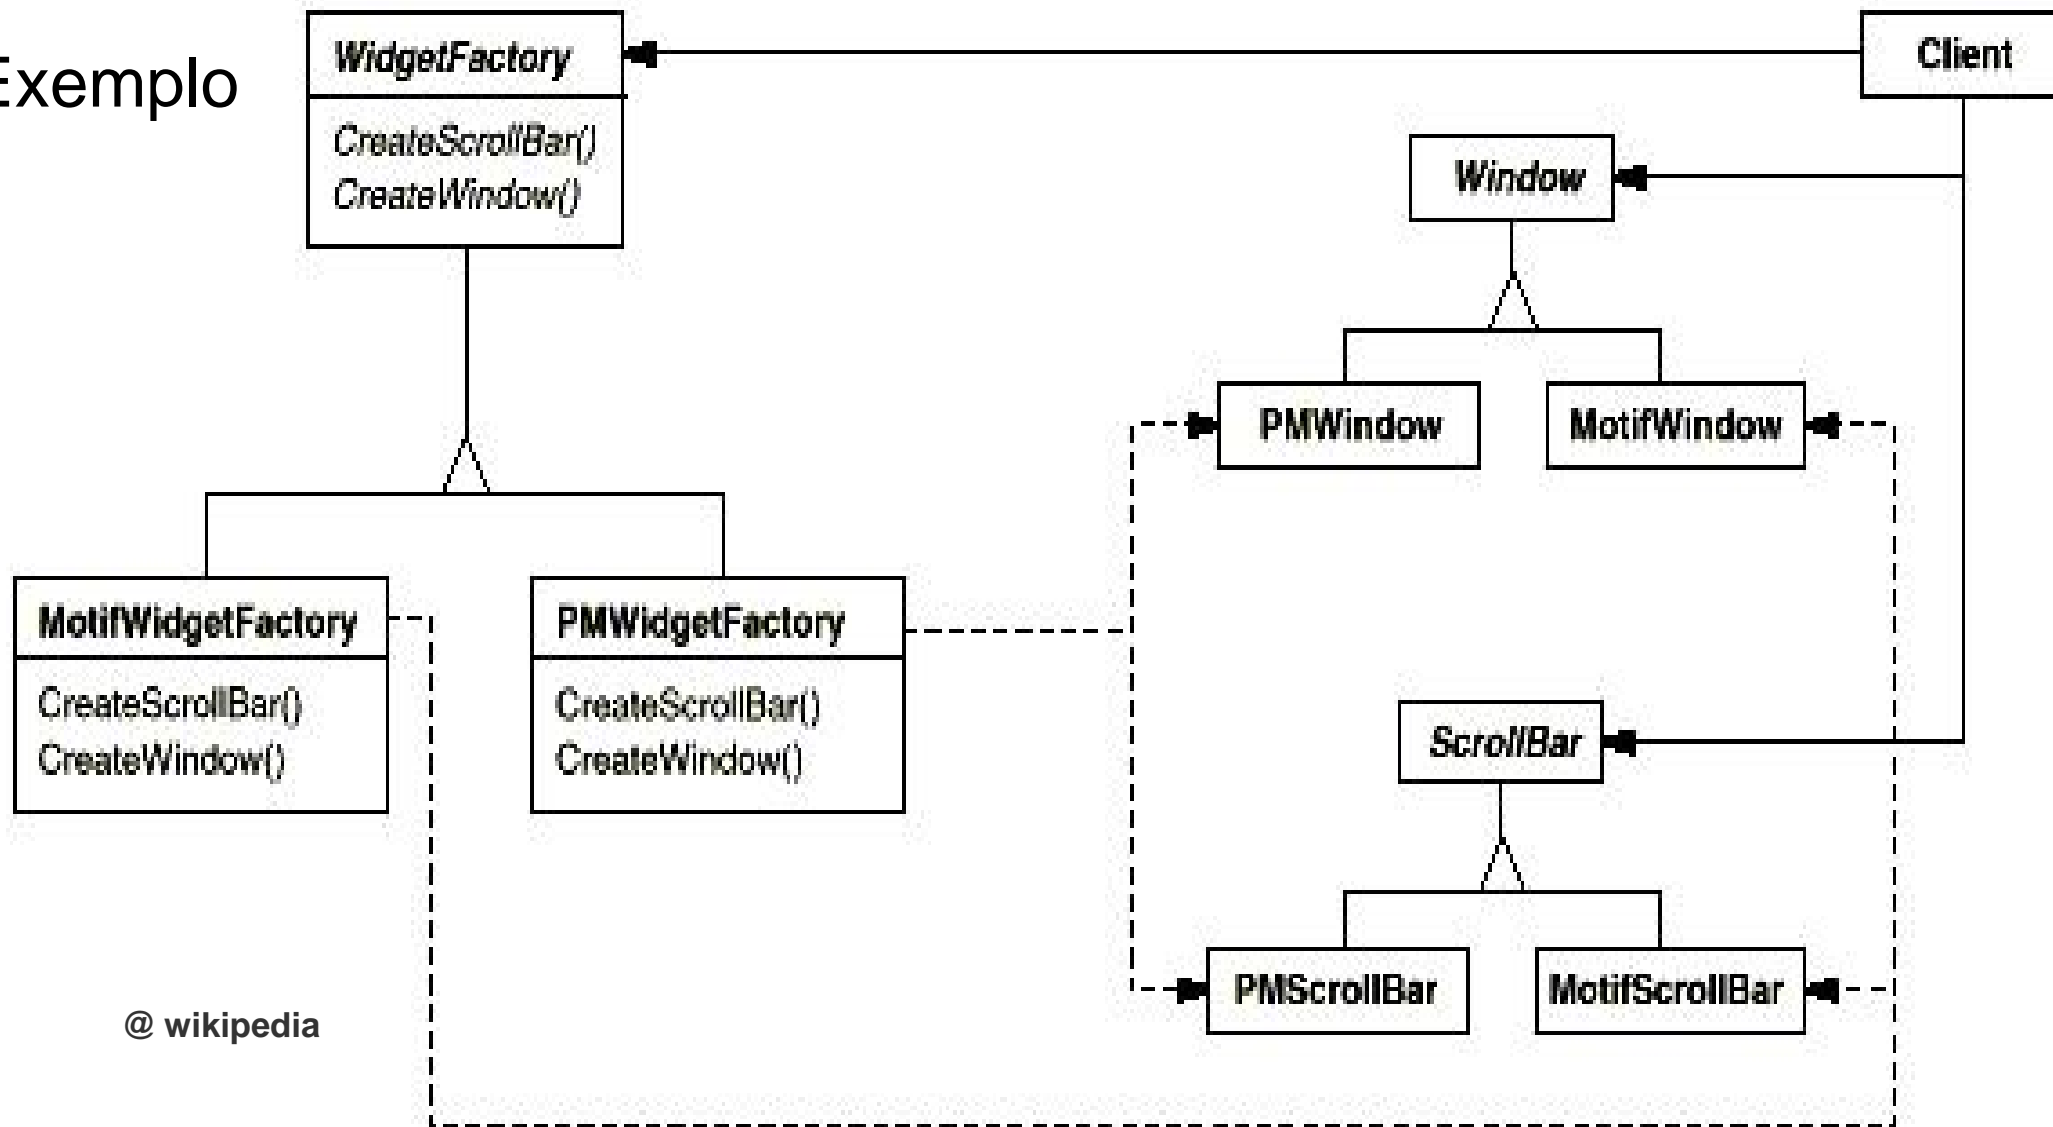 Exemplo
WidgetFactory
CreateScrollBar()
CreateWindow()
Client
Window
PMWindow
MotifWindow
MotifWidgetFactory
CreateScrollBar()
CreateWindow()
PMWidgetFactory
CreateScrollBar()
CreateWindow()
ScrollBar
PMScrollBar
MotifScrollBar
@ wikipedia